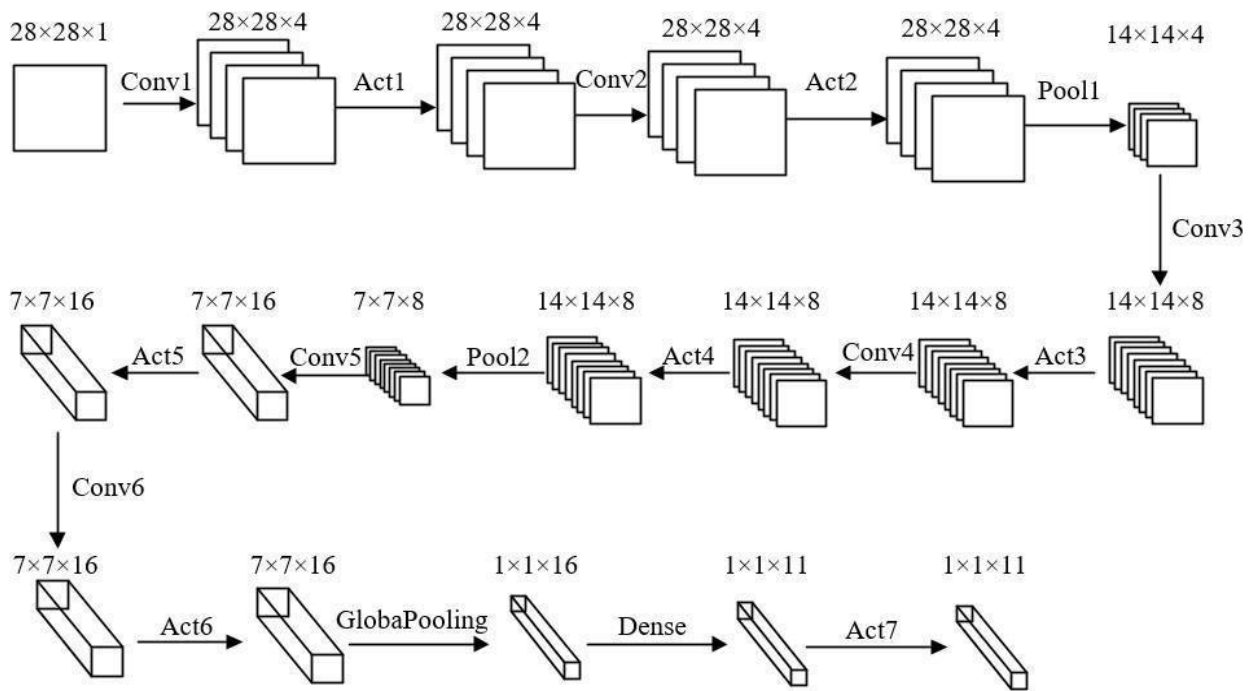 28×28×1
28×28×4
28×28×4
28×28×4
28×28×4
14×14×4
Conv1
Act1
Conv2
Act2
Pool1
Conv3
7×7×16
7×7×16
7×7×8
14×14×8
14×14×8
14×14×8
14×14×8
Act5
Conv5
Pool2
Act4
Conv4
Act3
Conv6
7×7×16
7×7×16
1×1×16
1×1×11
1×1×11
Act6
GlobaPooling
Dense
Act7